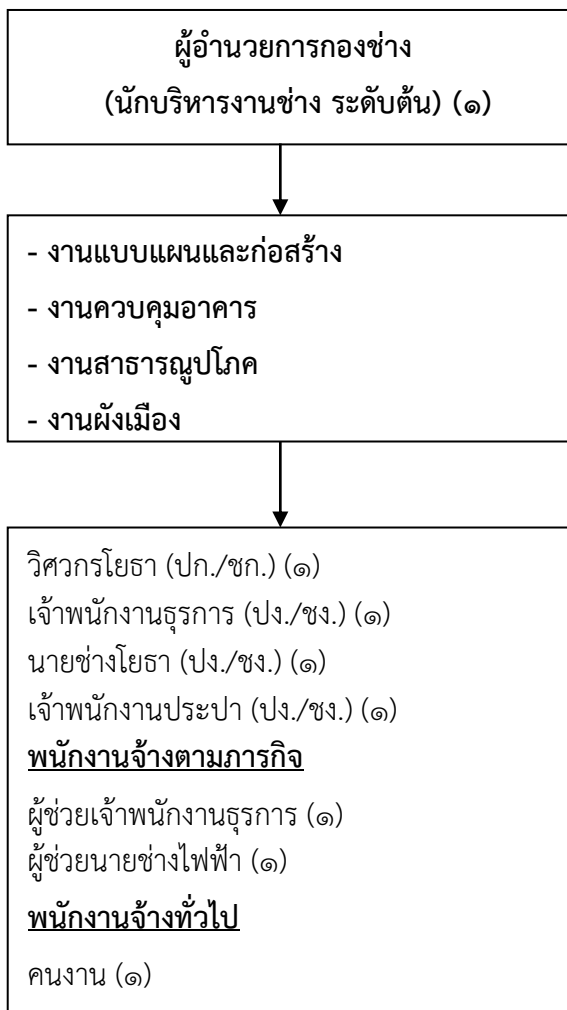 ผู้อำนวยการกองช่าง
(นักบริหารงานช่าง ระดับต้น) (๑)
- งานแบบแผนและก่อสร้าง
- งานควบคุมอาคาร
- งานสาธารณูปโภค
- งานผังเมือง
วิศวกรโยธา (ปก./ชก.) (๑)
เจ้าพนักงานธุรการ (ปง./ชง.) (๑)
นายช่างโยธา (ปง./ชง.) (๑)
เจ้าพนักงานประปา (ปง./ชง.) (๑)
พนักงานจ้างตามภารกิจ
ผู้ช่วยเจ้าพนักงานธุรการ (๑)
ผู้ช่วยนายช่างไฟฟ้า (๑)
พนักงานจ้างทั่วไป
คนงาน (๑)